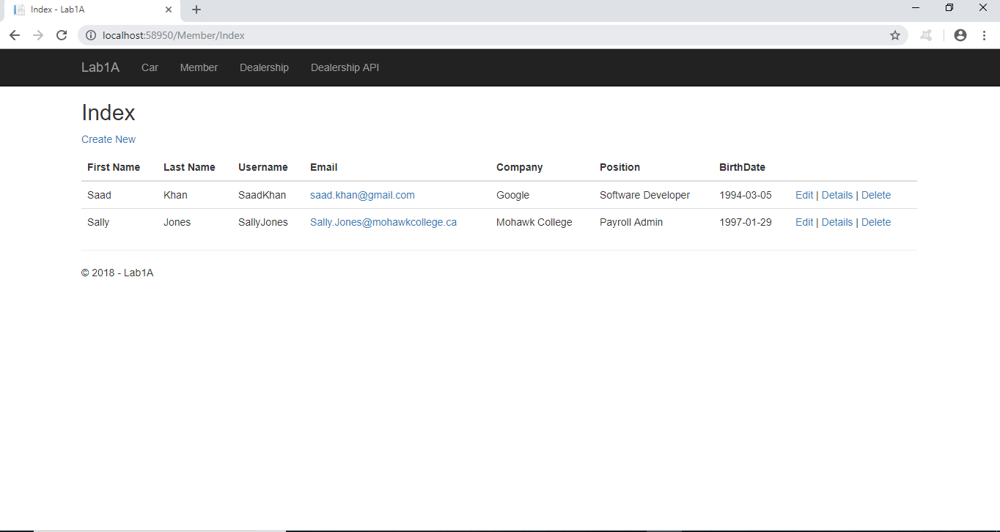 Index - Lab1A
localhost:58950/Member/Index
Lab1A Car Member Dealership Dealership API
Index
Create New
First Name Last Name Username Email Company Position BirthDate
Saad Khan SaadKhan saad.khan@gmail.com Google Software Developer 1994-03-05 Edit | Details | Delete
Sally Jones SallyJones Sally.Jones@mohawkcollege.ca Mohawk College Payroll Admin 1997-01-29 Edit | Details | Delete
© 2018 - Lab1A